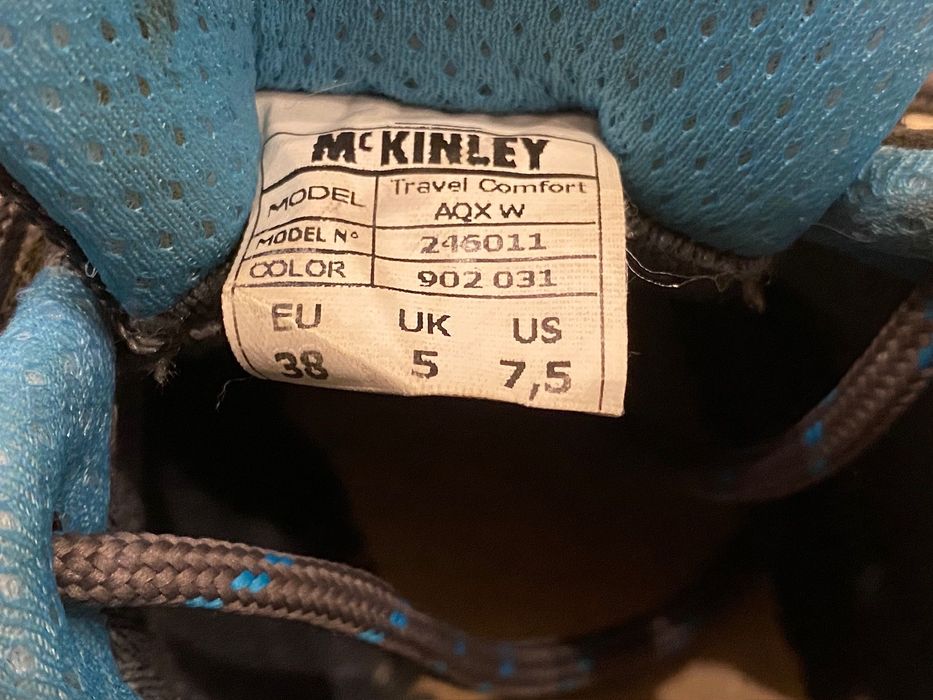 McKINLEY
MODEL Travel Comfort AQX W
MODEL N° 246011
COLOR 902 031
EU UK US
38 5 7,5